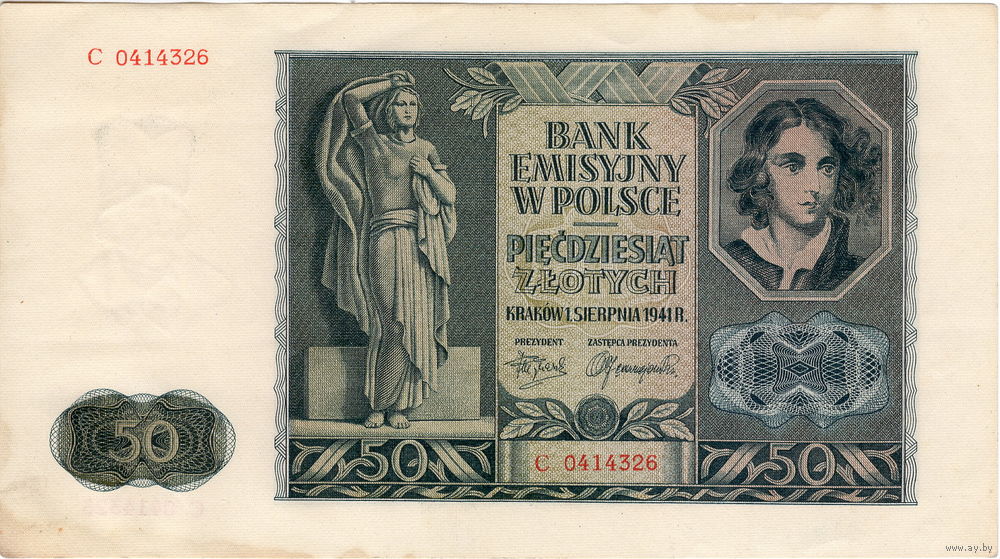 C 0414326
BANK
EMISYJNY
W POLSCE
PIĘĆDZIESIĄT
ZŁOTYCH
KRAKÓW 1. SIERPNIA 1941 R.
PREZYDENT ZASTĘPCA PREZYDENTA
50
50
C 0414326
50
www.ay.by